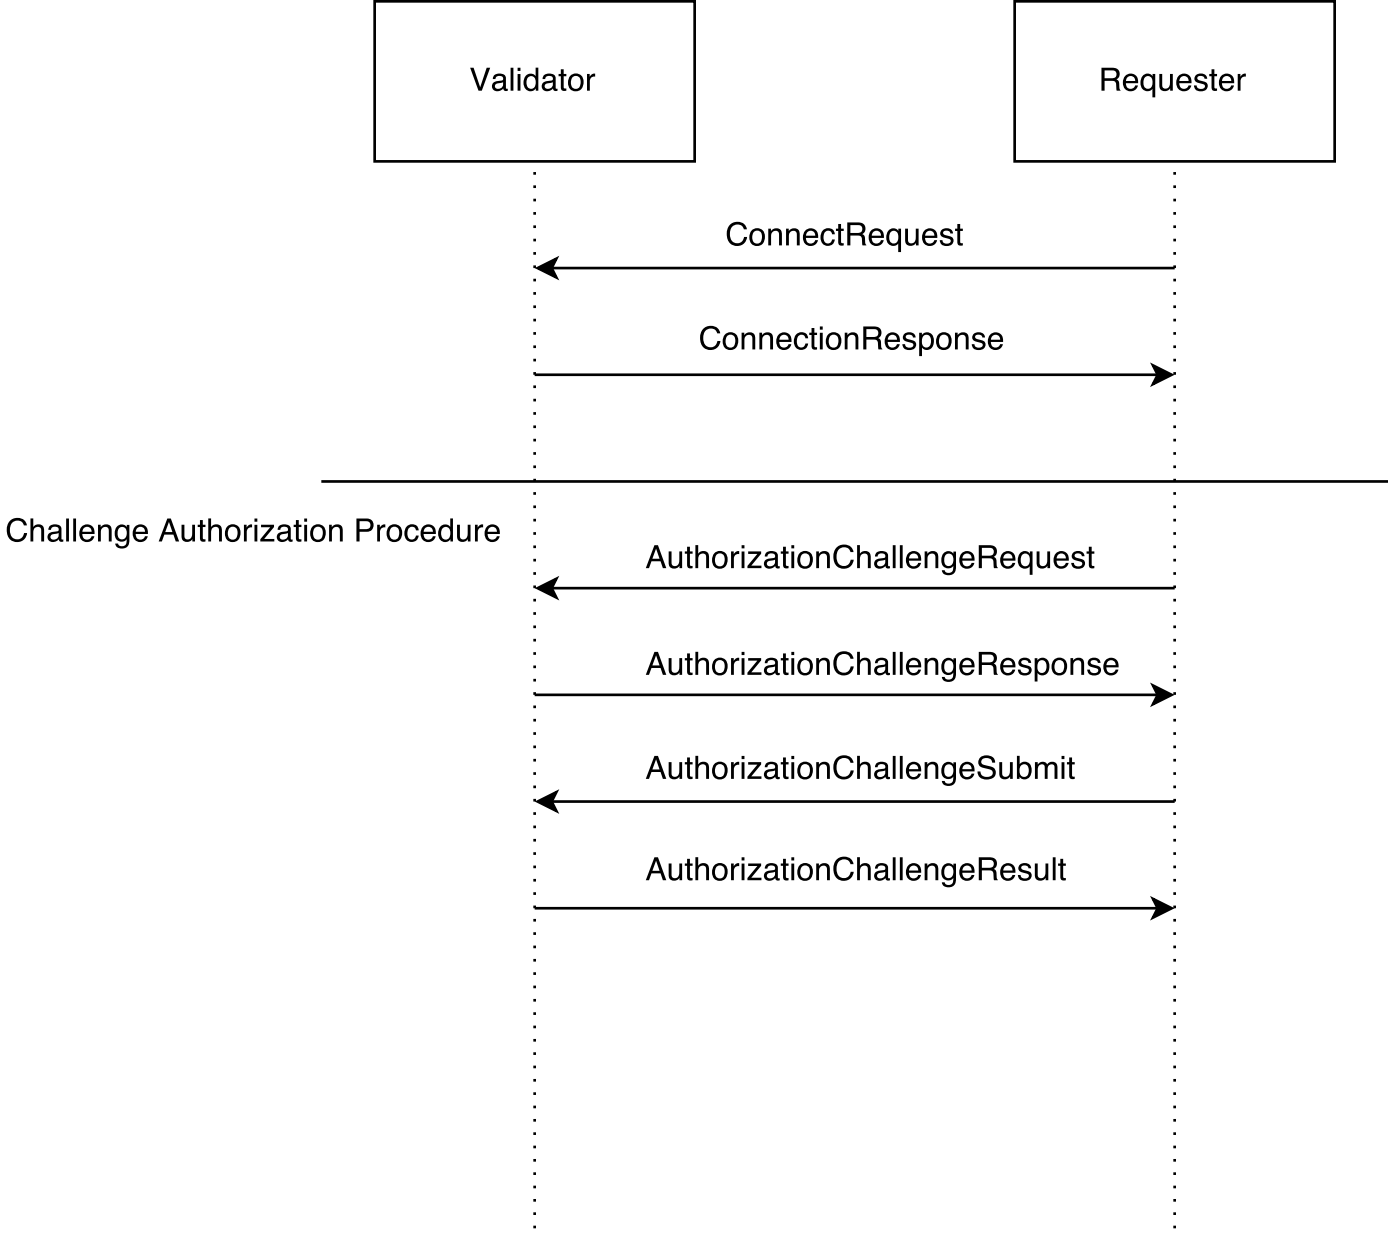 Validator
Requester
ConnectRequest
ConnectionResponse
Challenge Authorization Procedure
AuthorizationChallengeRequest
AuthorizationChallengeResponse
AuthorizationChallengeSubmit
AuthorizationChallengeResult